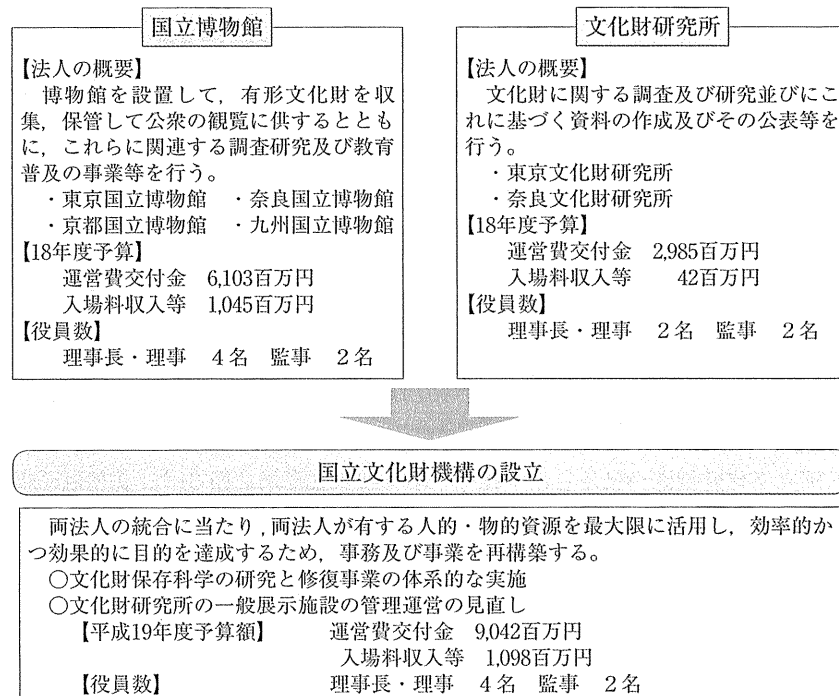 国立博物館
【法人の概要】
博物館を設置して，有形文化財を収
集，保管して公衆の観覧に供するととも
に，これらに関連する調査研究及び教育
普及の事業等を行う。
・東京国立博物館　・奈良国立博物館
・京都国立博物館　・九州国立博物館
【18年度予算】
運営費交付金　6,103百万円
入場料収入等　1,045百万円
【役員数】
理事長・理事　４名　監事　２名
文化財研究所
【法人の概要】
文化財に関する調査及び研究並びにこ
れに基づく資料の作成及びその公表等を
行う。
・東京文化財研究所
・奈良文化財研究所
【18年度予算】
運営費交付金　2,985百万円
入場料収入等　42百万円
【役員数】
理事長・理事　２名　監事　２名
国立文化財機構の設立
両法人の統合に当たり，両法人が有する人的・物的資源を最大限に活用し，効率的か
つ効果的に目的を達成するため，事務及び事業を再構築する。
○文化財保存科学の研究と修復事業の体系的な実施
○文化財研究所の一般展示施設の管理運営の見直し
【平成19年度予算額】　運営費交付金　9,042百万円
入場料収入等　1,098百万円
【役員数】　理事長・理事　４名　監事　２名